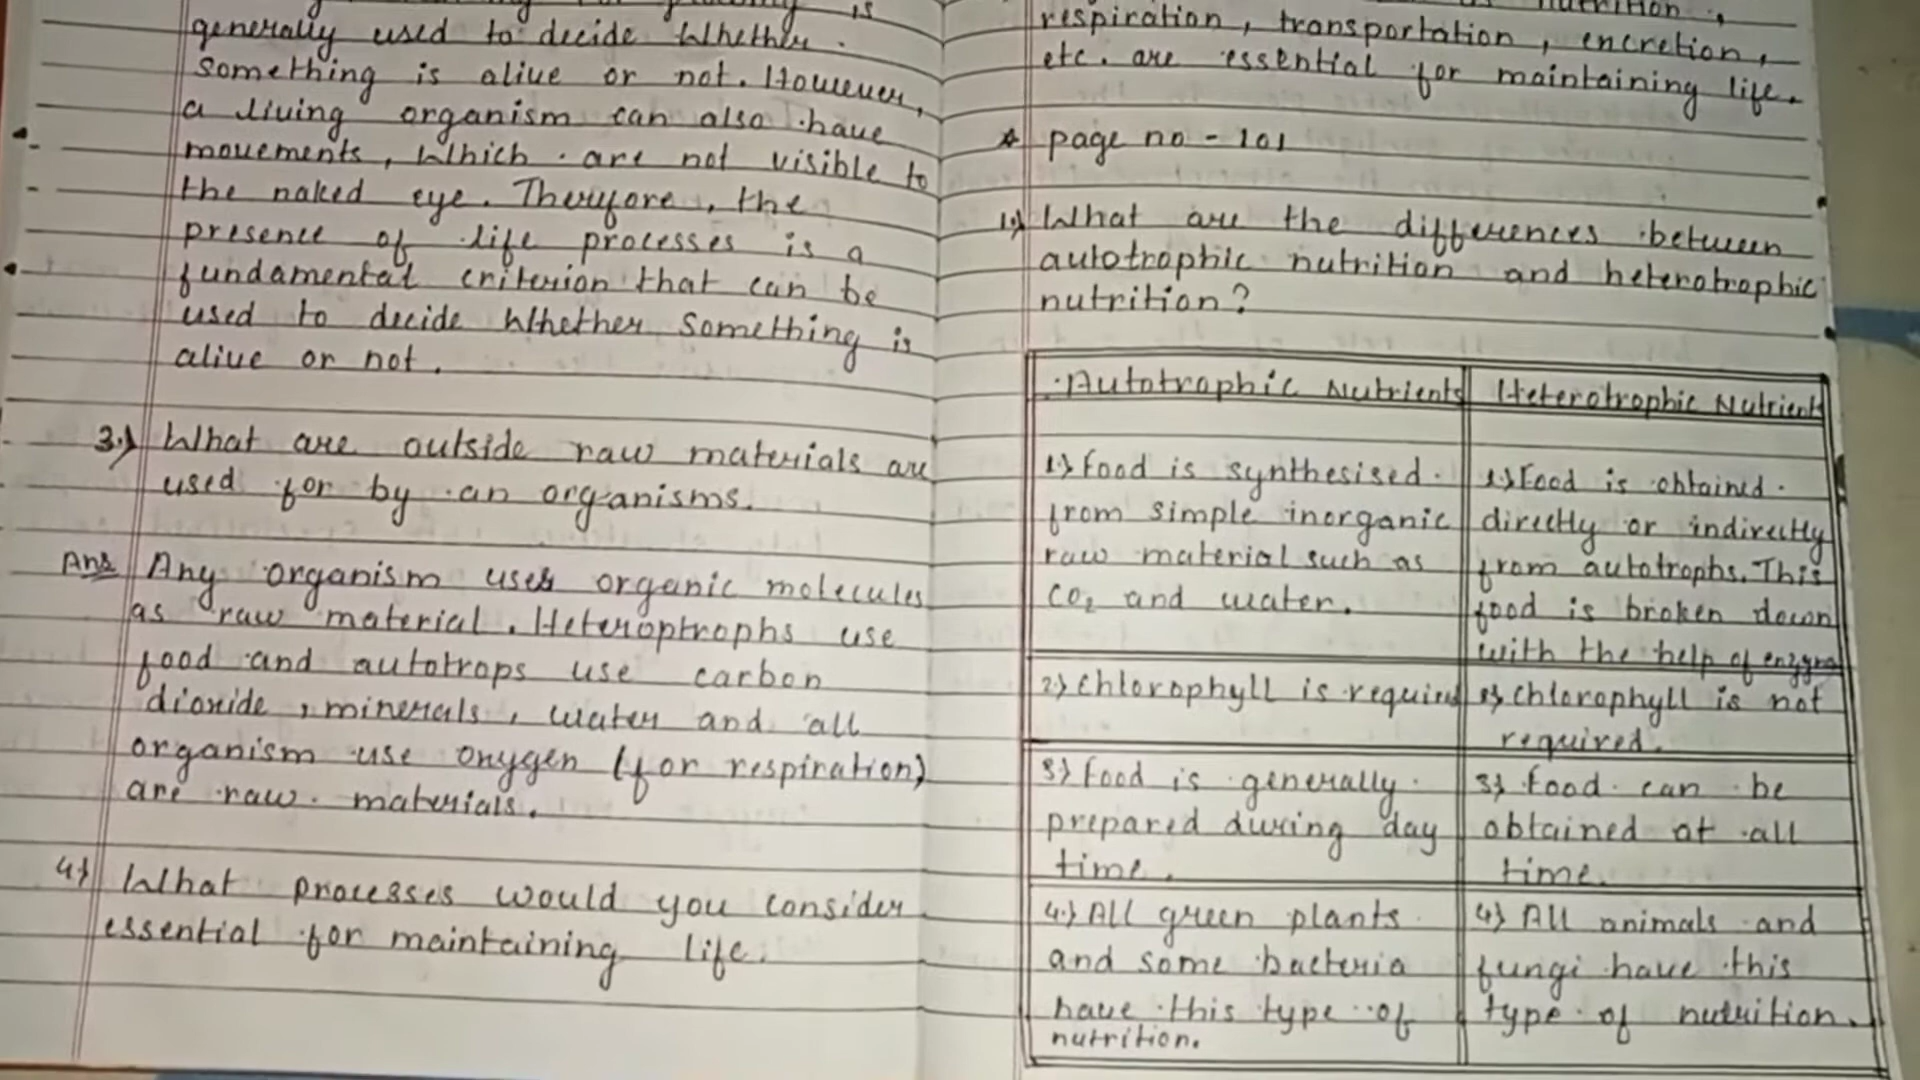 is
generally used to decide whether
something is alive or not. However,
a living organism can also have
movements, which are not visible to
the naked eye. Therefore, the
presence of life processes is a
fundamental criterion that can be
used to decide whether something is
alive or not.
3.) What are outside raw materials are
used for by an organisms.
Ans Any organism uses organic molecules
as raw material. Heteroptrophs use
food and autotrops use carbon
dioxide, minerals, water and all
organism use oxygen (for respiration)
are raw materials.
4) What processes would you consider
essential for maintaining life.
nutrition,
respiration, transportation, encretion,
etc. are essential for maintaining life.
page no - 101
1.) What are the differences between
autotrophic nutrition and heterotrophic
nutrition?
Autotrophic Nutrients
1.) Food is synthesised
from simple inorganic
raw material such as
CO2 and water.
2) Chlorophyll is required
3) Food is generally
prepared during day
time.
4.) All green plants
and some bacteria
have this type of
nutrition.
Heterotrophic Nutrients
1.) Food is obtained
directly or indirectly
from autotrophs. This
food is broken down
with the help of
2) Chlorophyll is not
required.
3) Food can be
obtained at all
time.
4) All animals and
fungi have this
type of nutrition.